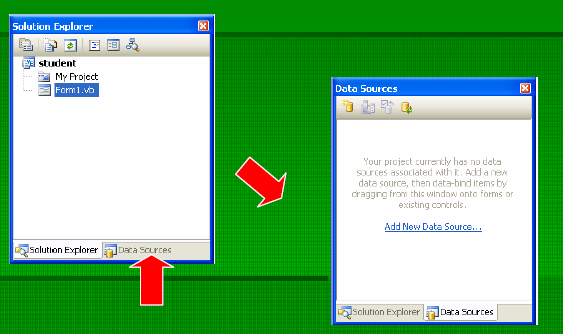 Solution Explorer
student
My Project
Form1.vb
Solution Explorer
Data Sources
Data Sources
Your project currently has no data
sources associated with it. Add a new
data source, then data-bind items by
dragging from this window onto forms or
existing controls.
Add New Data Source...
Solution Explorer
Data Sources